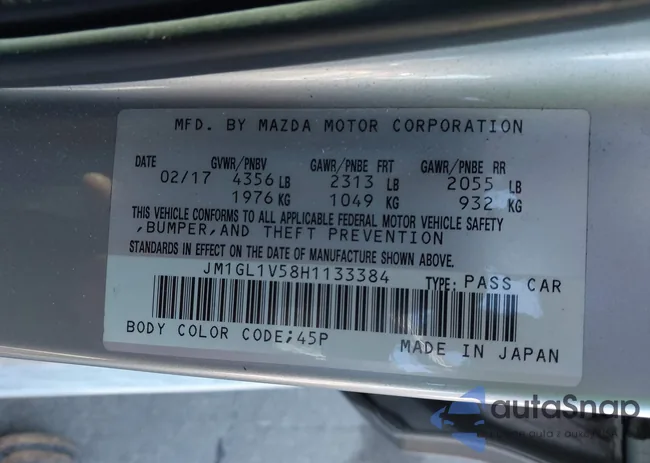 MFD. BY MAZDA MOTOR CORPORATION
DATE GVWR/PNBV GAWR/PNBE FRT GAWR/PNBE RR
02/17 4356 LB 2313 LB 2055 LB
1976 KG 1049 KG 932 KG
THIS VEHICLE CONFORMS TO ALL APPLICABLE FEDERAL MOTOR VEHICLE SAFETY
,BUMPER,AND THEFT PREVENTION
STANDARDS IN EFFECT ON THE DATE OF MANUFACTURE SHOWN ABOVE.
JM1GL1V58H1133384 TYPE: PASS CAR
BODY COLOR CODE;45P MADE IN JAPAN
autoSnap